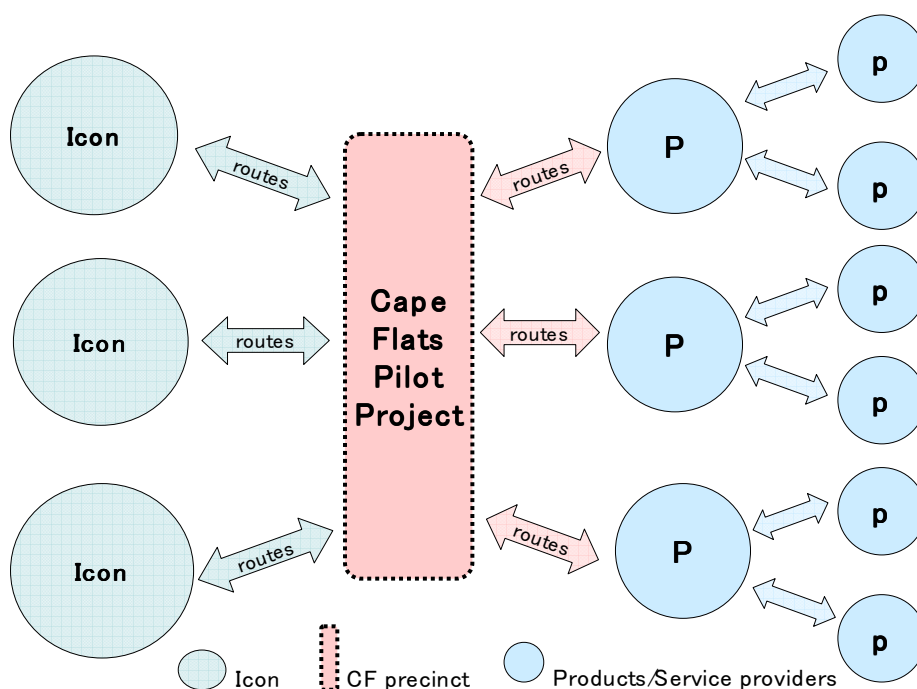 Icon
routes
routes
P
p
p
Icon
routes
Cape
Flats
Pilot
Project
routes
P
p
p
Icon
routes
routes
P
p
p
Icon
CF precinct
Products/Service providers